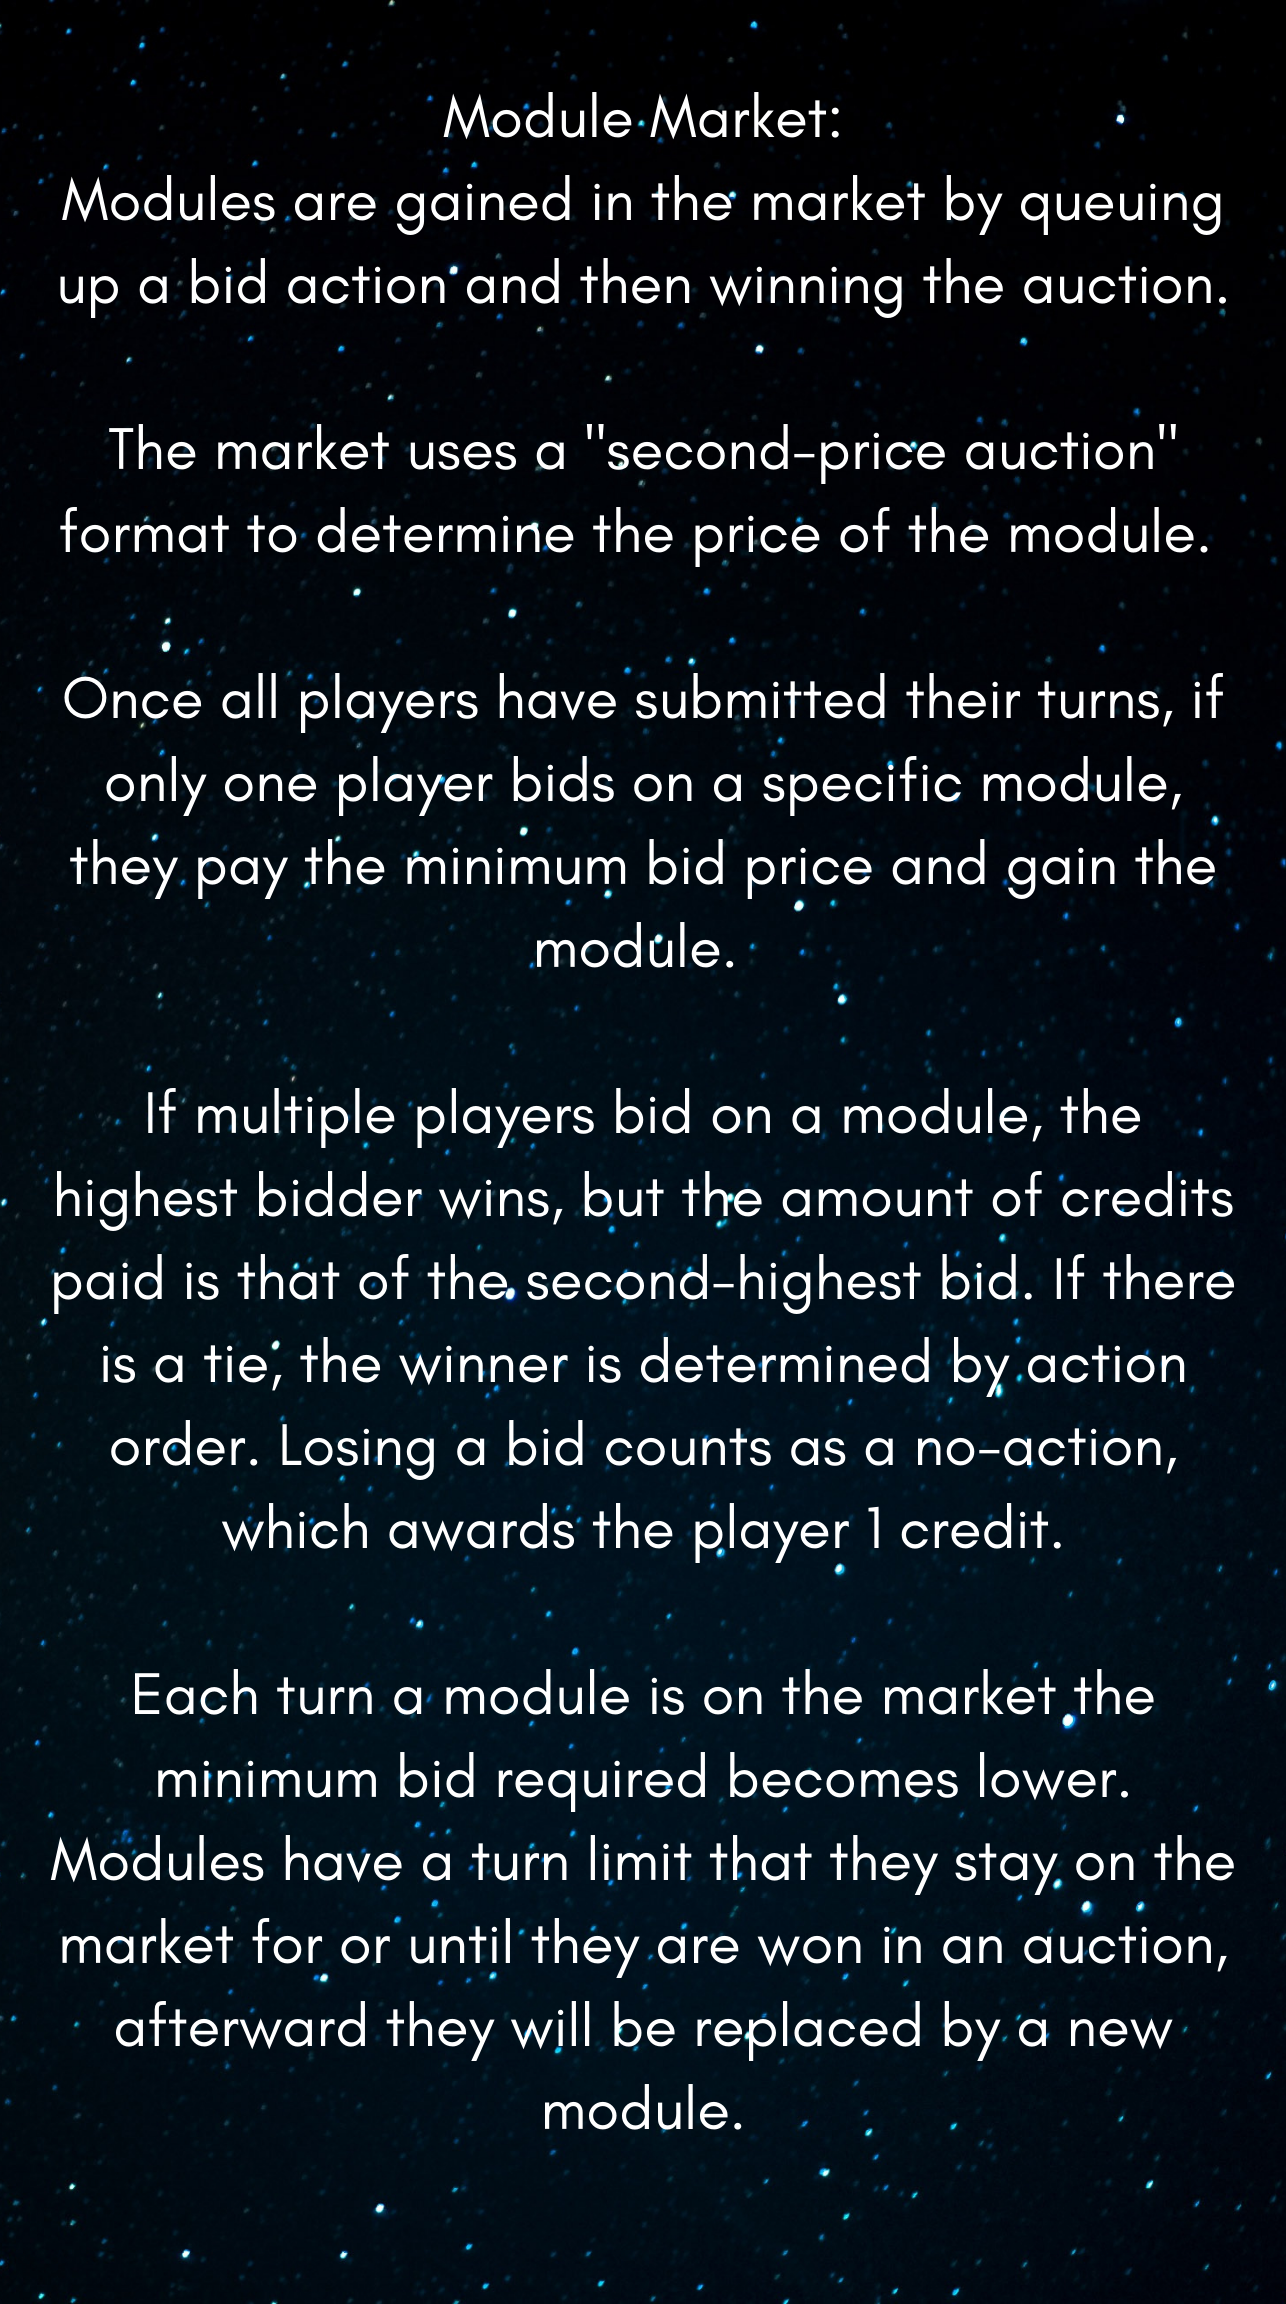 Module Market:
Modules are gained in the market by queuing
up a bid action and then winning the auction.
The market uses a "second-price auction"
format to determine the price of the module.
Once all players have submitted their turns, if
only one player bids on a specific module,
they pay the minimum bid price and gain the
module.
If multiple players bid on a module, the
highest bidder wins, but the amount of credits
paid is that of the second-highest bid. If there
is a tie, the winner is determined by action
order. Losing a bid counts as a no-action,
which awards the player 1 credit.
Each turn a module is on the market the
minimum bid required becomes lower.
Modules have a turn limit that they stay on the
market for or until they are won in an auction,
afterward they will be replaced by a new
module.